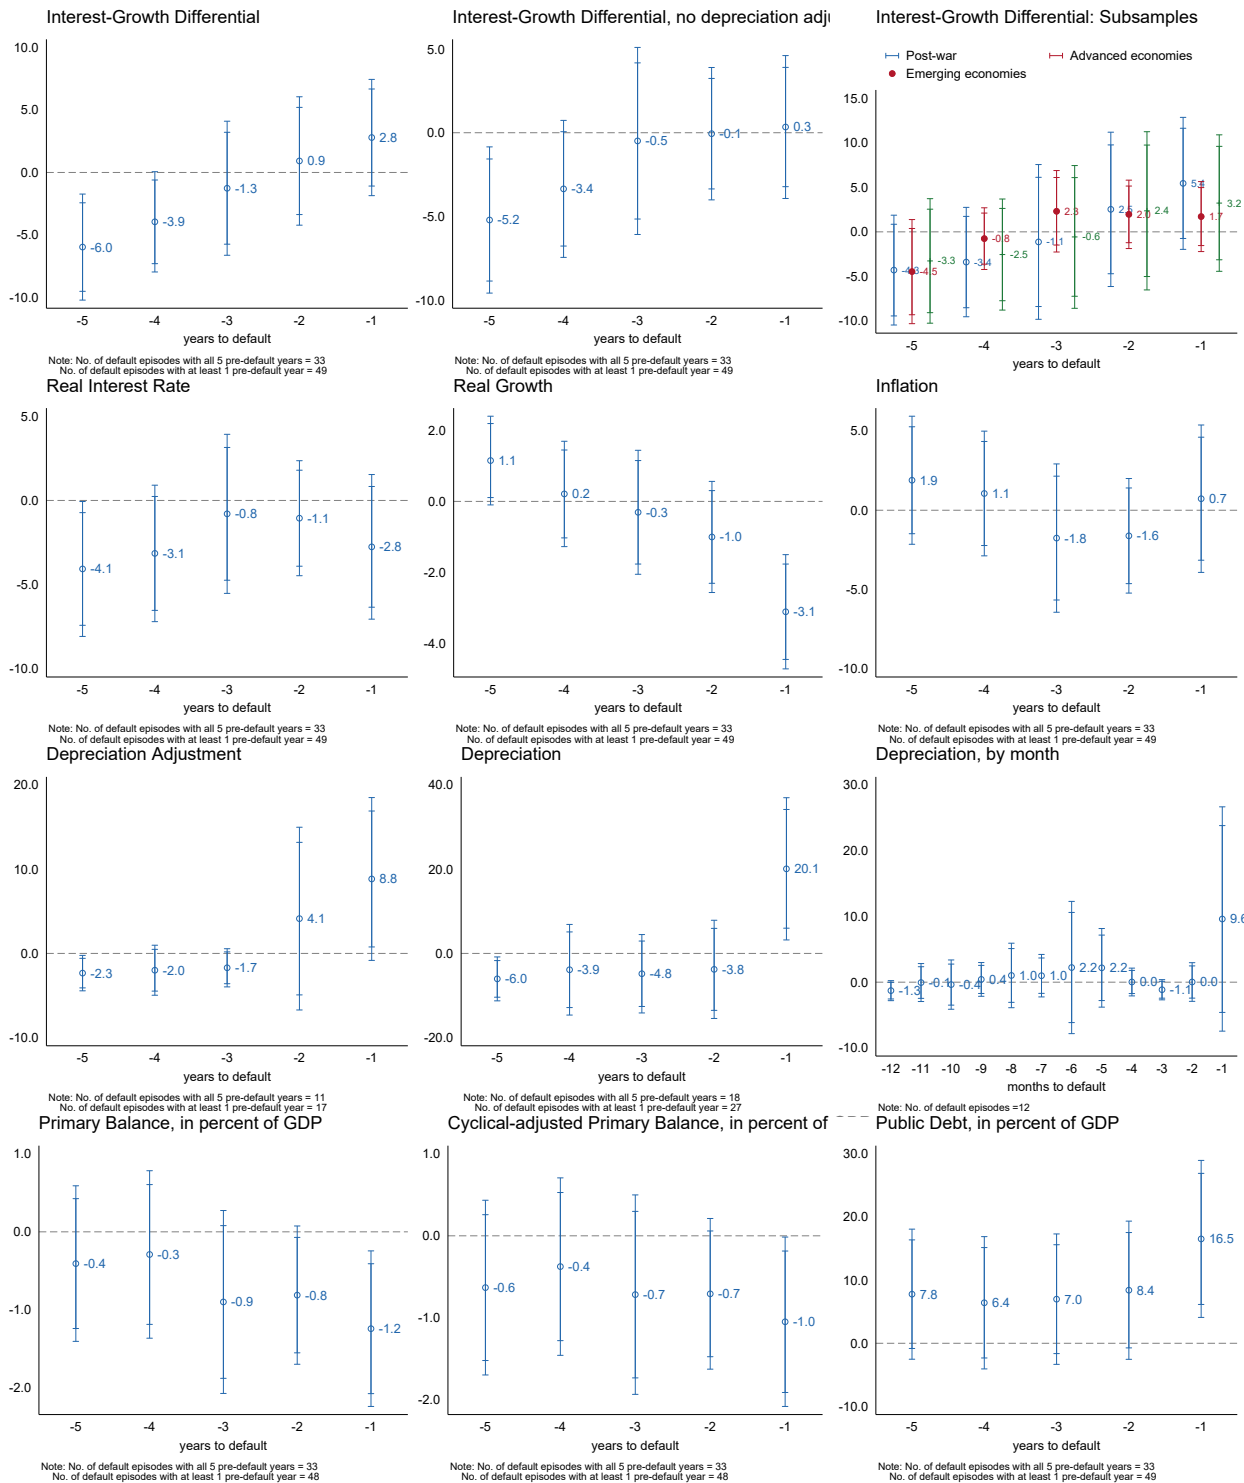 Interest-Growth Differential
10.0
5.0
0.0
-5.0
-10.0
-6.0
-3.9
-1.3
0.9
2.8
-5 -4 -3 -2 -1
years to default
Note: No. of default episodes with all 5 pre-default years = 33
No. of default episodes with at least 1 pre-default year = 49
Interest-Growth Differential, no depreciation adju
5.0
0.0
-5.0
-10.0
-5.2
-3.4
-0.5
-0.1
0.3
-5 -4 -3 -2 -1
years to default
Note: No. of default episodes with all 5 pre-default years = 33
No. of default episodes with at least 1 pre-default year = 49
Interest-Growth Differential: Subsamples
Post-war Advanced economies
Emerging economies
15.0
10.0
5.0
0.0
-5.0
-10.0
-4.3 -4.5 -3.3
-3.4 -0.8 -2.5
-1.1 2.3 -0.6
2.5 2.0 2.4
5.4 1.7 3.2
-5 -4 -3 -2 -1
years to default
Real Interest Rate
5.0
0.0
-5.0
-10.0
-4.1
-3.1
-0.8
-1.1
-2.8
-5 -4 -3 -2 -1
years to default
Note: No. of default episodes with all 5 pre-default years = 33
No. of default episodes with at least 1 pre-default year = 49
Real Growth
2.0
0.0
-2.0
-4.0
1.1
0.2
-0.3
-1.0
-3.1
-5 -4 -3 -2 -1
years to default
Note: No. of default episodes with all 5 pre-default years = 33
No. of default episodes with at least 1 pre-default year = 49
Inflation
5.0
0.0
-5.0
-10.0
1.9
1.1
-1.8
-1.6
0.7
-5 -4 -3 -2 -1
years to default
Note: No. of default episodes with all 5 pre-default years = 33
No. of default episodes with at least 1 pre-default year = 49
Depreciation Adjustment
20.0
10.0
0.0
-10.0
-2.3
-2.0
-1.7
4.1
8.8
-5 -4 -3 -2 -1
years to default
Note: No. of default episodes with all 5 pre-default years = 11
No. of default episodes with at least 1 pre-default year = 17
Depreciation
40.0
20.0
0.0
-20.0
-6.0
-3.9
-4.8
-3.8
20.1
-5 -4 -3 -2 -1
years to default
Note: No. of default episodes with all 5 pre-default years = 18
No. of default episodes with at least 1 pre-default year = 27
Depreciation, by month
30.0
20.0
10.0
0.0
-10.0
-1.3
-0.1
-0.4
0.4
1.0
1.0
2.2
2.2
0.0
-1.1
0.0
9.6
-12 -11 -10 -9 -8 -7 -6 -5 -4 -3 -2 -1
months to default
Note: No. of default episodes =12
Primary Balance, in percent of GDP
1.0
0.0
-1.0
-2.0
-0.4
-0.3
-0.9
-0.8
-1.2
-5 -4 -3 -2 -1
years to default
Note: No. of default episodes with all 5 pre-default years = 33
No. of default episodes with at least 1 pre-default year = 48
Cyclical-adjusted Primary Balance, in percent of
1.0
0.0
-1.0
-2.0
-0.6
-0.4
-0.7
-0.7
-1.0
-5 -4 -3 -2 -1
years to default
Note: No. of default episodes with all 5 pre-default years = 33
No. of default episodes with at least 1 pre-default year = 48
Public Debt, in percent of GDP
30.0
20.0
10.0
0.0
-10.0
7.8
6.4
7.0
8.4
16.5
-5 -4 -3 -2 -1
years to default
Note: No. of default episodes with all 5 pre-default years = 33
No. of default episodes with at least 1 pre-default year = 49